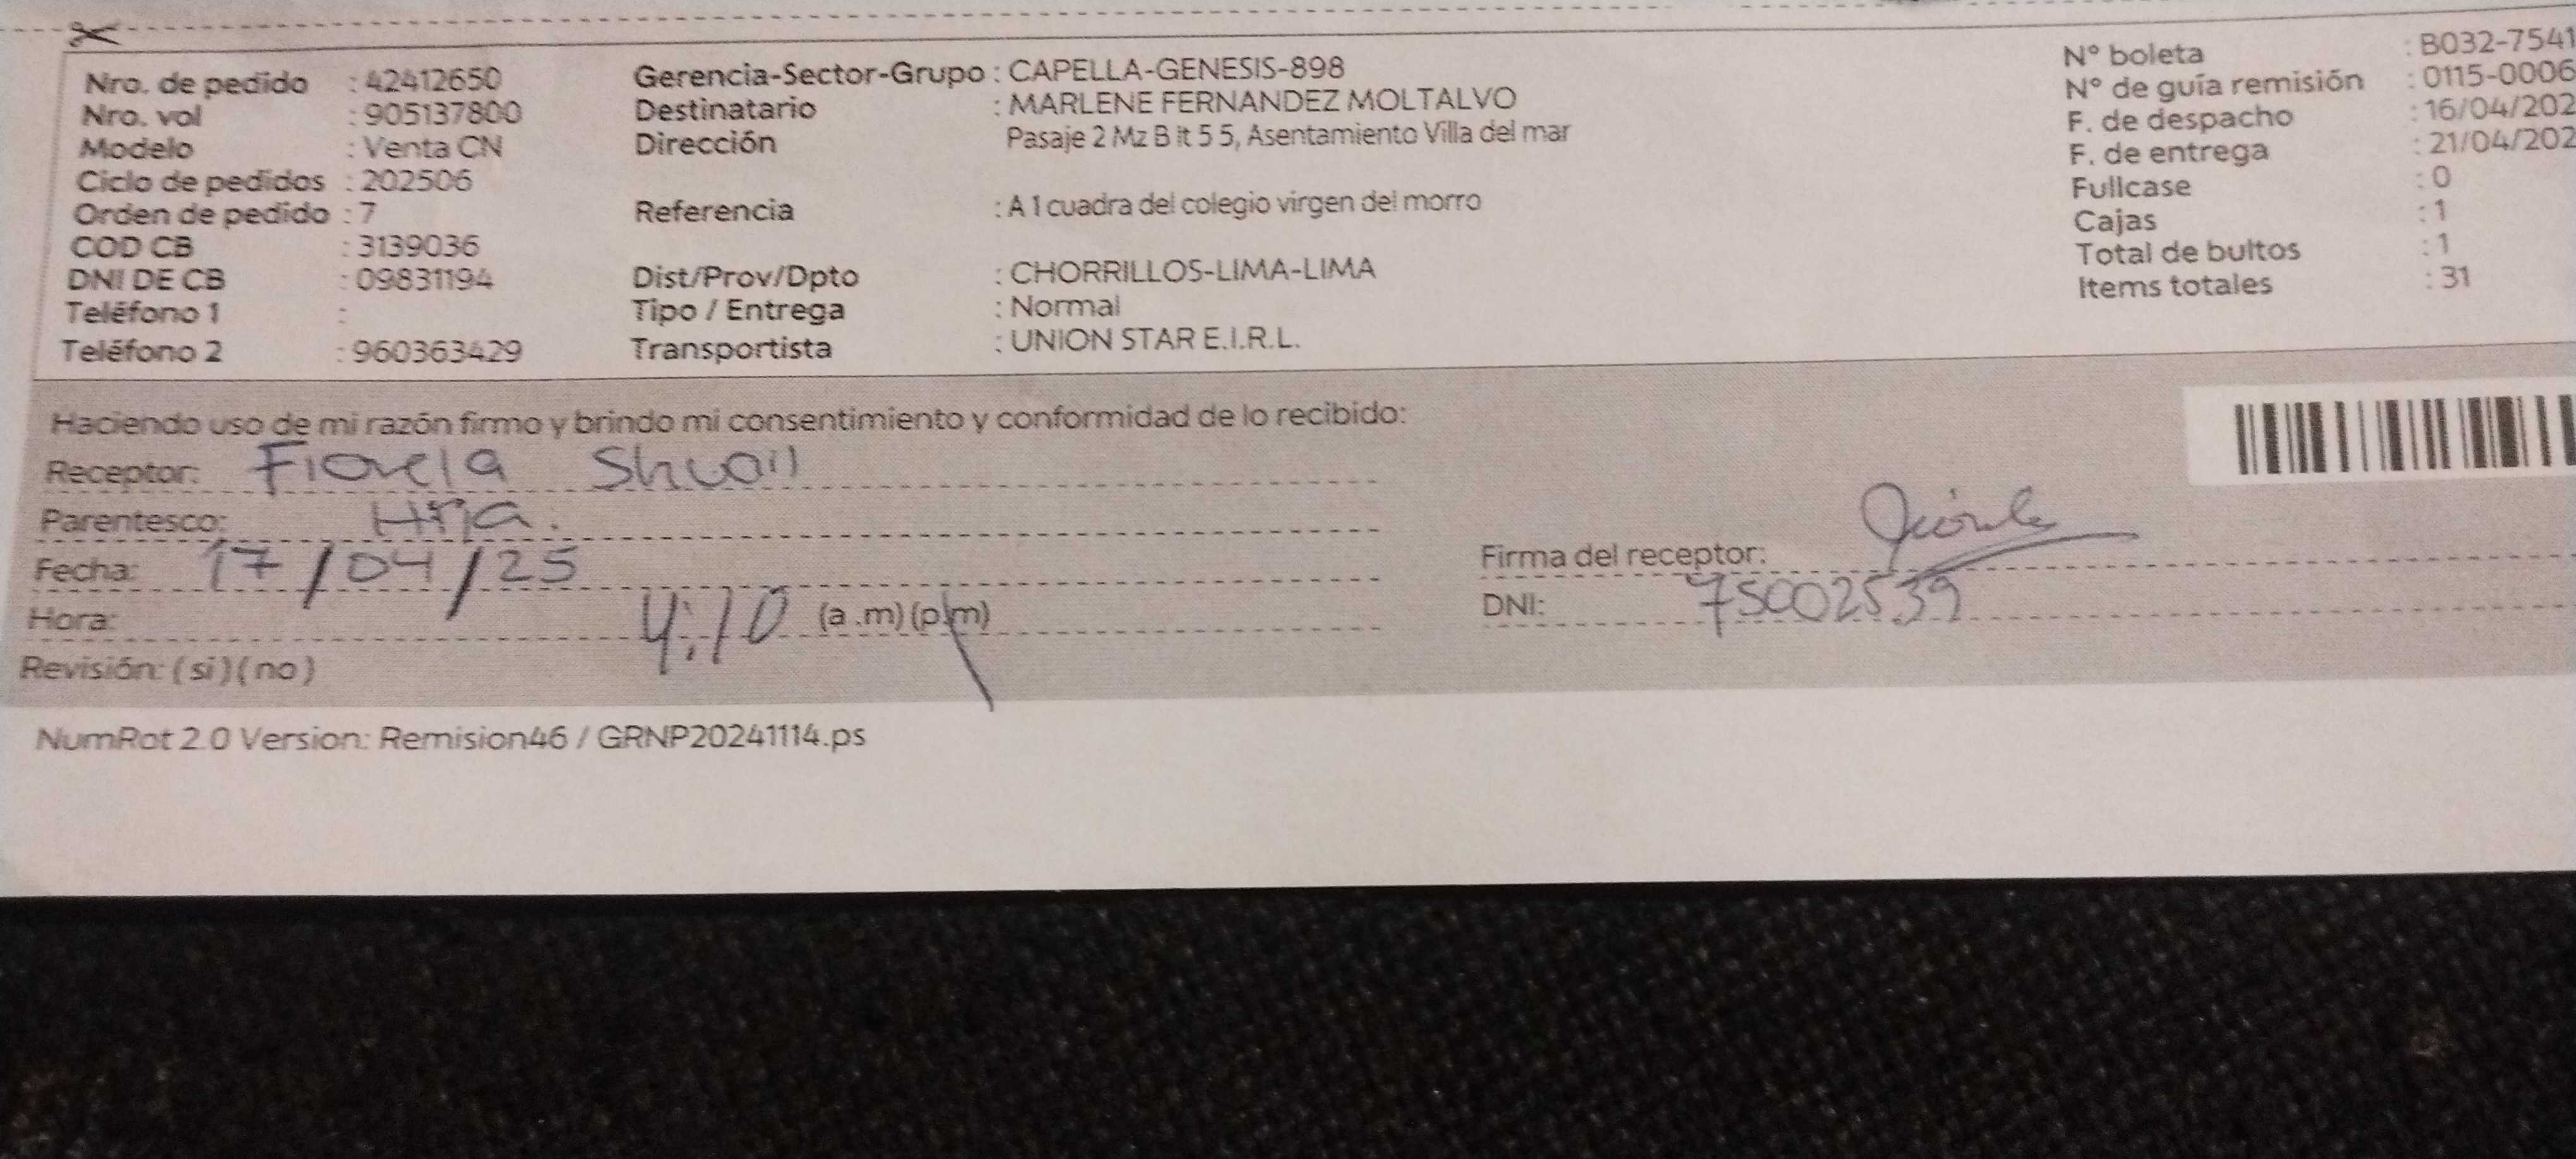 Nro. de pedido : 42412650
Nro. vol : 905137800
Modelo : Venta CN
Ciclo de pedidos : 202506
Orden de pedido : 7
COD CB : 3139036
DNI DE CB : 09831194
Teléfono 1 :
Teléfono 2 : 960363429
Gerencia-Sector-Grupo : CAPELLA-GENESIS-898
Destinatario : MARLENE FERNANDEZ MOLTALVO
Dirección Pasaje 2 Mz B lt 5 5, Asentamiento Villa del mar
Referencia : A 1 cuadra del colegio virgen del morro
Dist/Prov/Dpto : CHORRILLOS-LIMA-LIMA
Tipo / Entrega : Normal
Transportista : UNION STAR E.I.R.L.
N° boleta : B032-7541
N° de guía remisión : 0115-0006
F. de despacho : 16/04/202
F. de entrega : 21/04/202
Fullcase : 0
Cajas : 1
Total de bultos : 1
Items totales : 31
Haciendo uso de mi razón firmo y brindo mi consentimiento y conformidad de lo recibido:
Receptor: Fiorela
Parentesco: Hija.
Fecha: 17/04/25
Hora: 4:10 (a .m) (p.m)
Revisión: ( si ) ( no )
Firma del receptor:
DNI: 75002539
NumRot 2.0 Version: Remision46 / GRNP20241114.ps